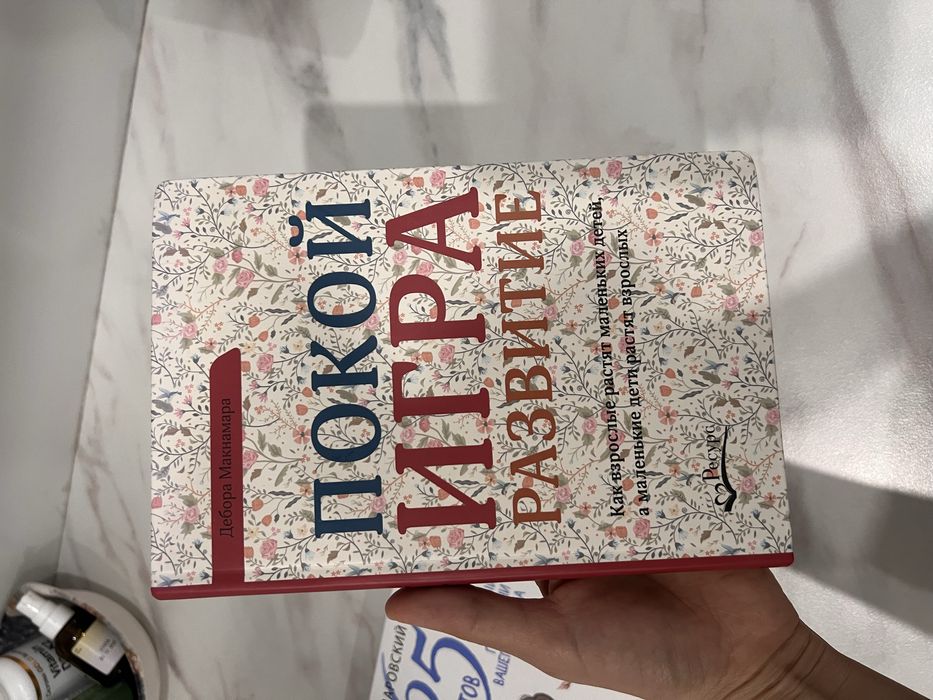 Дебора Макнамара
ПОКОЙ
ИГРА
РАЗВИТИЕ
Как взрослые растят маленьких детей,
а маленькие дети растят взрослых
Ресурс